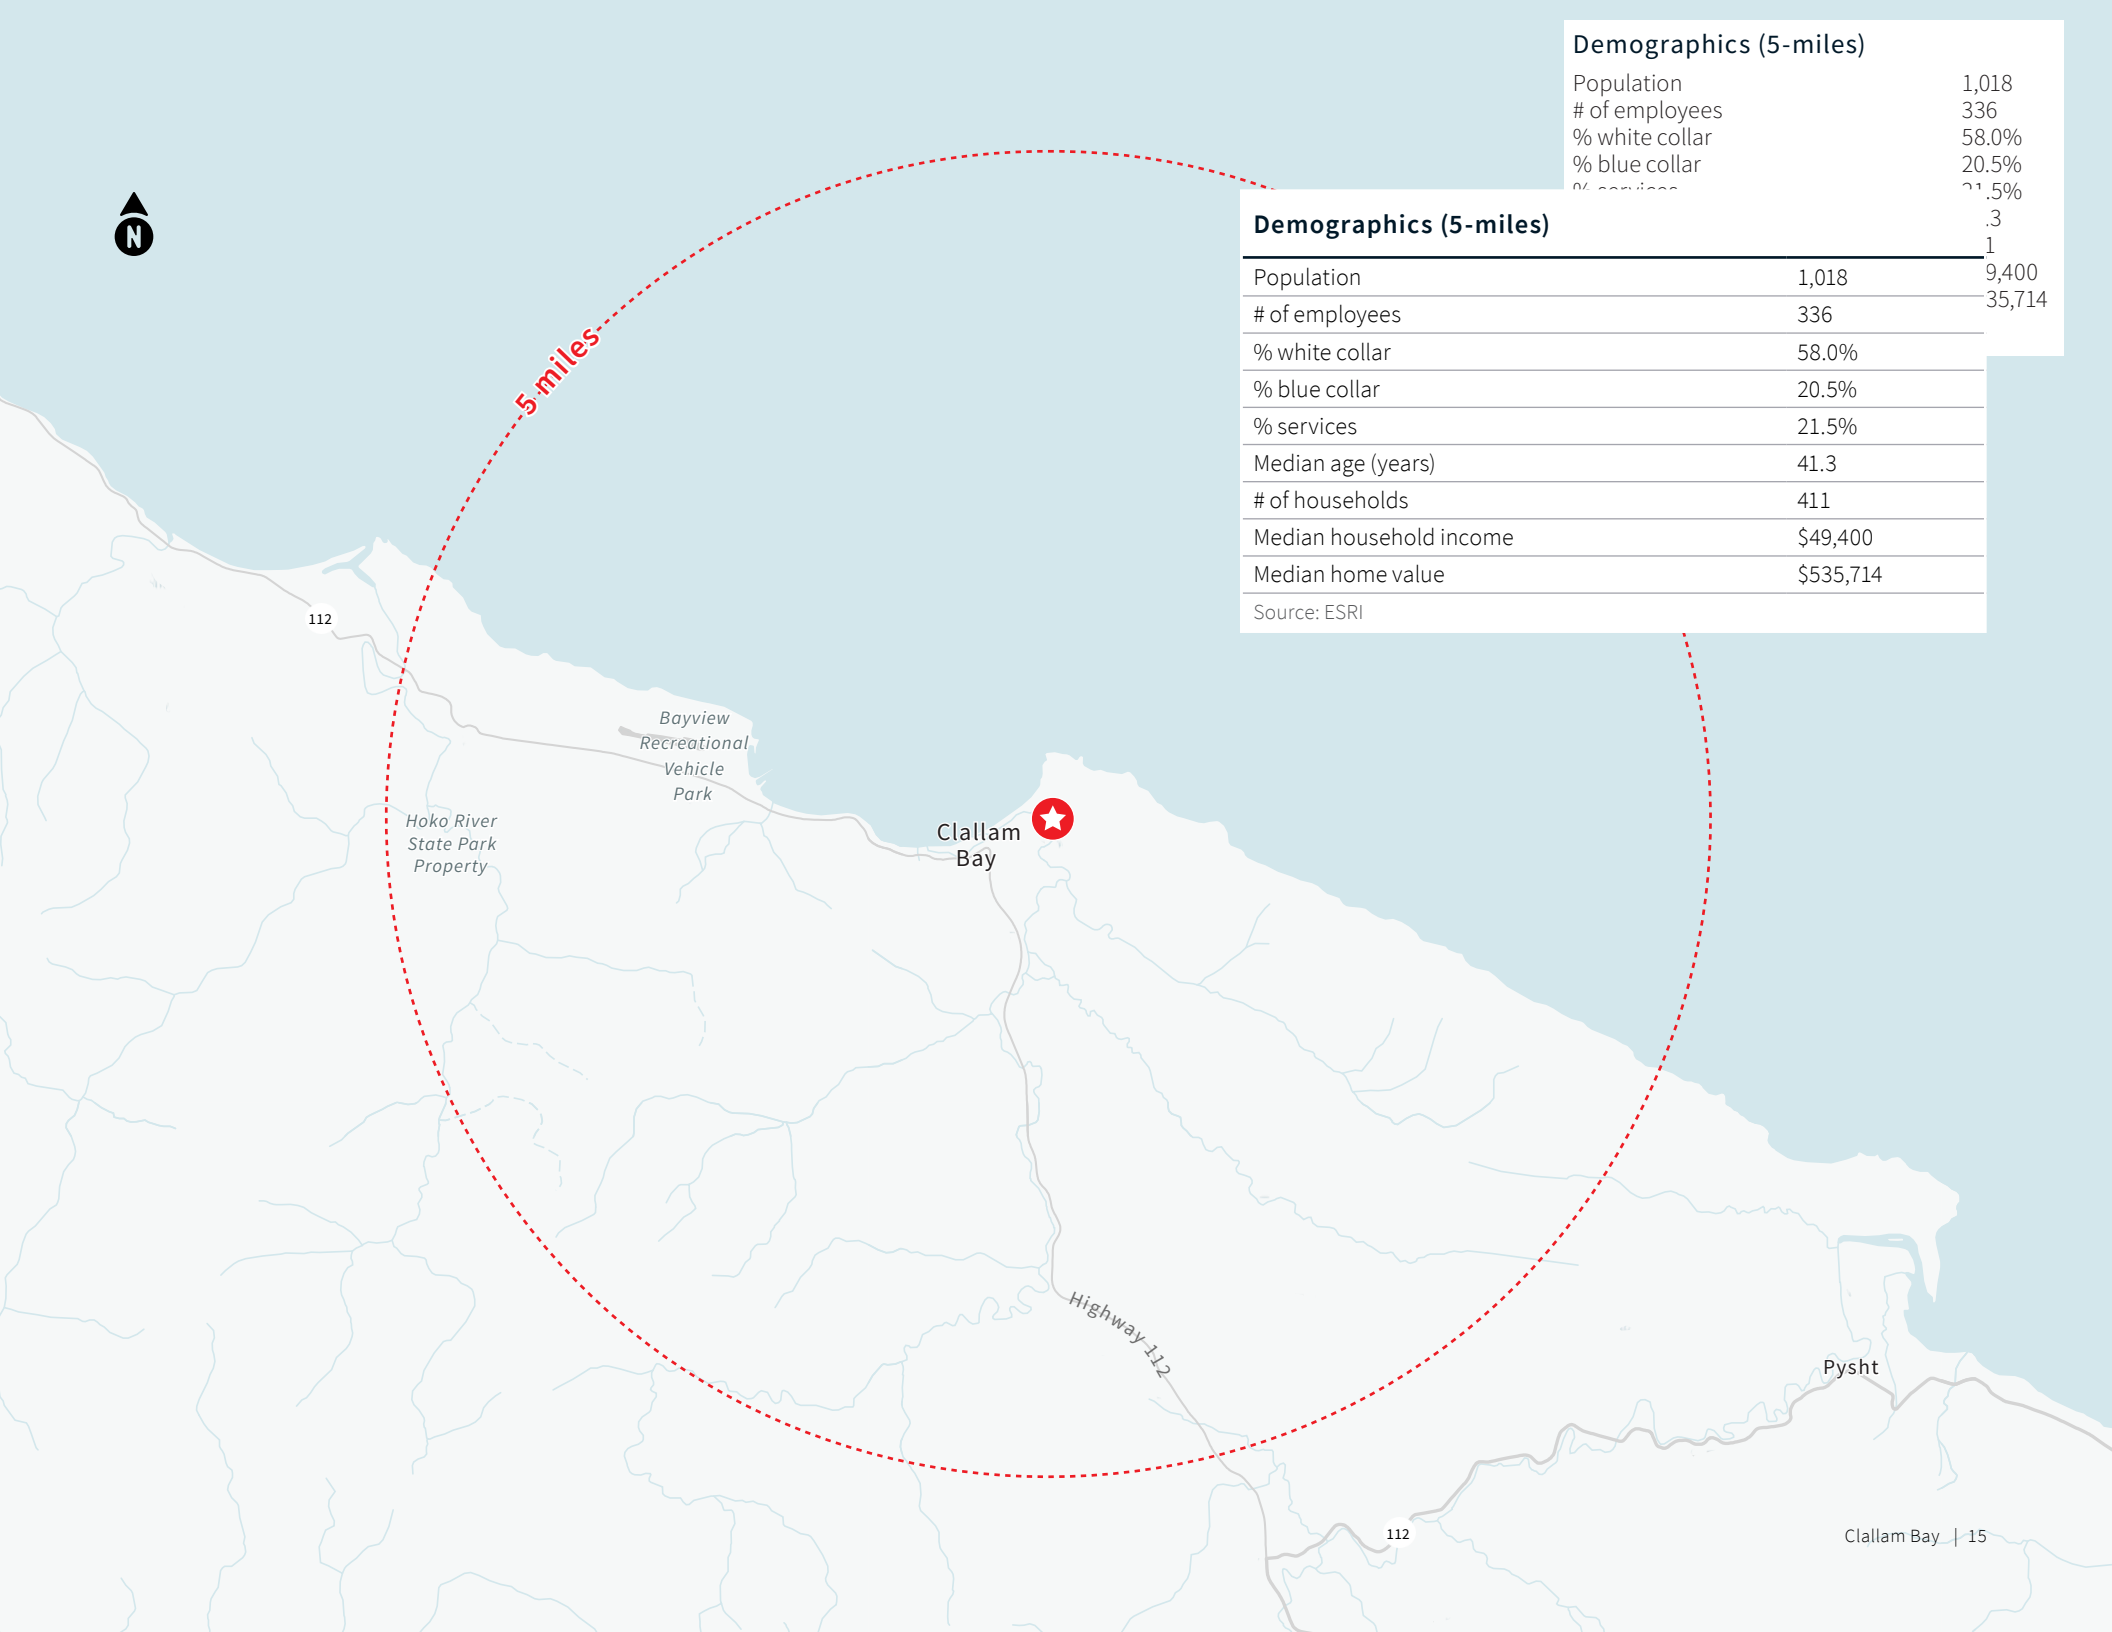 Demographics (5-miles)
Population 1,018
# of employees 336
% white collar 58.0%
% blue collar 20.5%
% services 21.5%
.3
1
9,400
35,714
N
Demographics (5-miles)
Population 1,018
# of employees 336
% white collar 58.0%
% blue collar 20.5%
% services 21.5%
Median age (years) 41.3
# of households 411
Median household income $49,400
Median home value $535,714
Source: ESRI
5 miles
112
Bayview
Recreational
Vehicle
Park
Hoko River
State Park
Property
Clallam
Bay
Highway 112
Pysht
112
Clallam Bay | 15